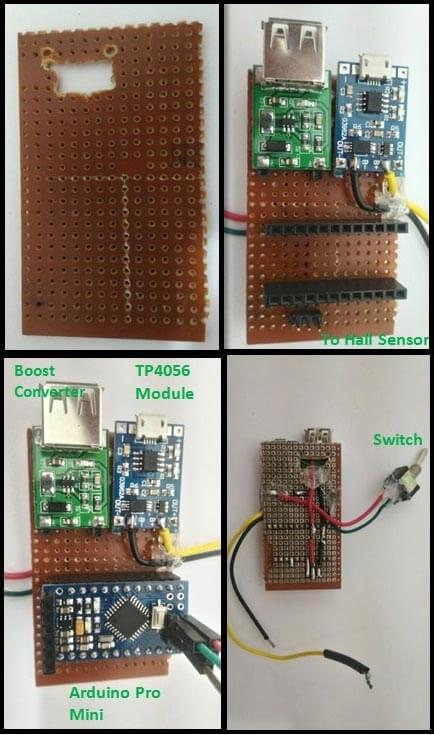 To Hall Sensor
Boost
Converter
TP4056
Module
Switch
Arduino Pro
Mini